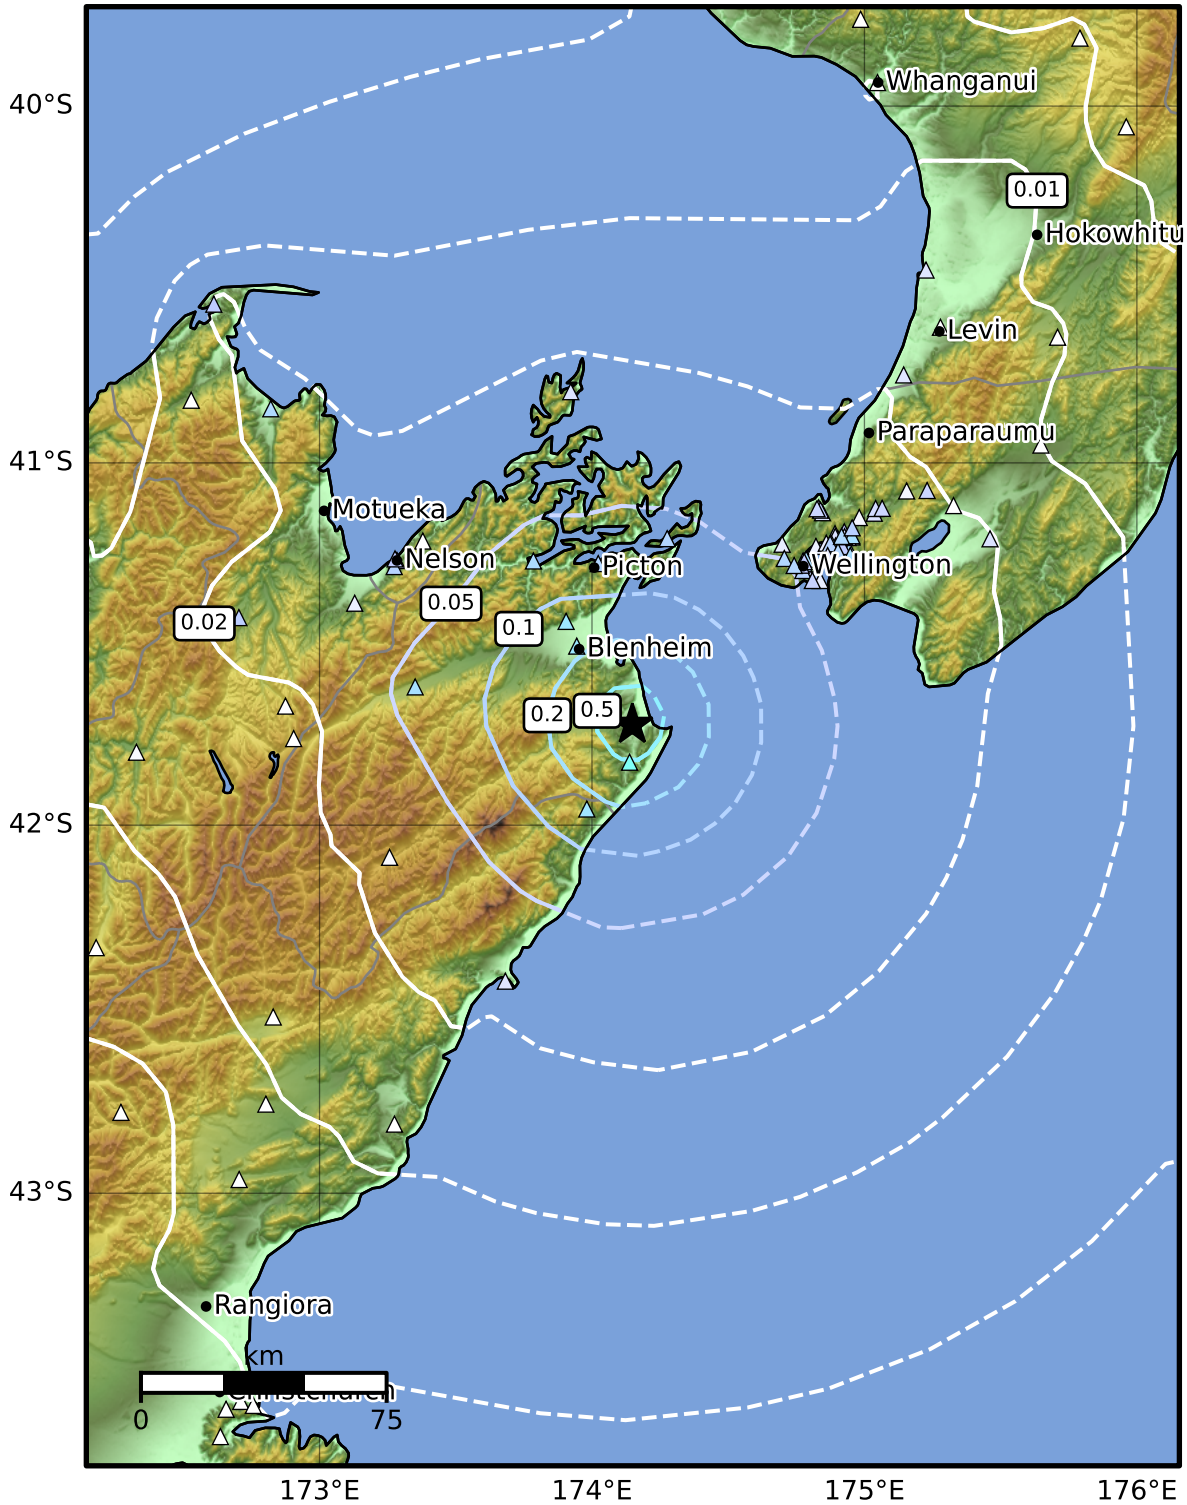 40°S
41°S
42°S
43°S
Whanganui
0.01
Hokowhitu
Levin
Paraparaumu
Motueka
Nelson
Picton
Wellington
0.05
0.02
0.1
Blenheim
0.2
0.5
Rangiora
km
Christchurch
0
75
173°E
174°E
175°E
176°E